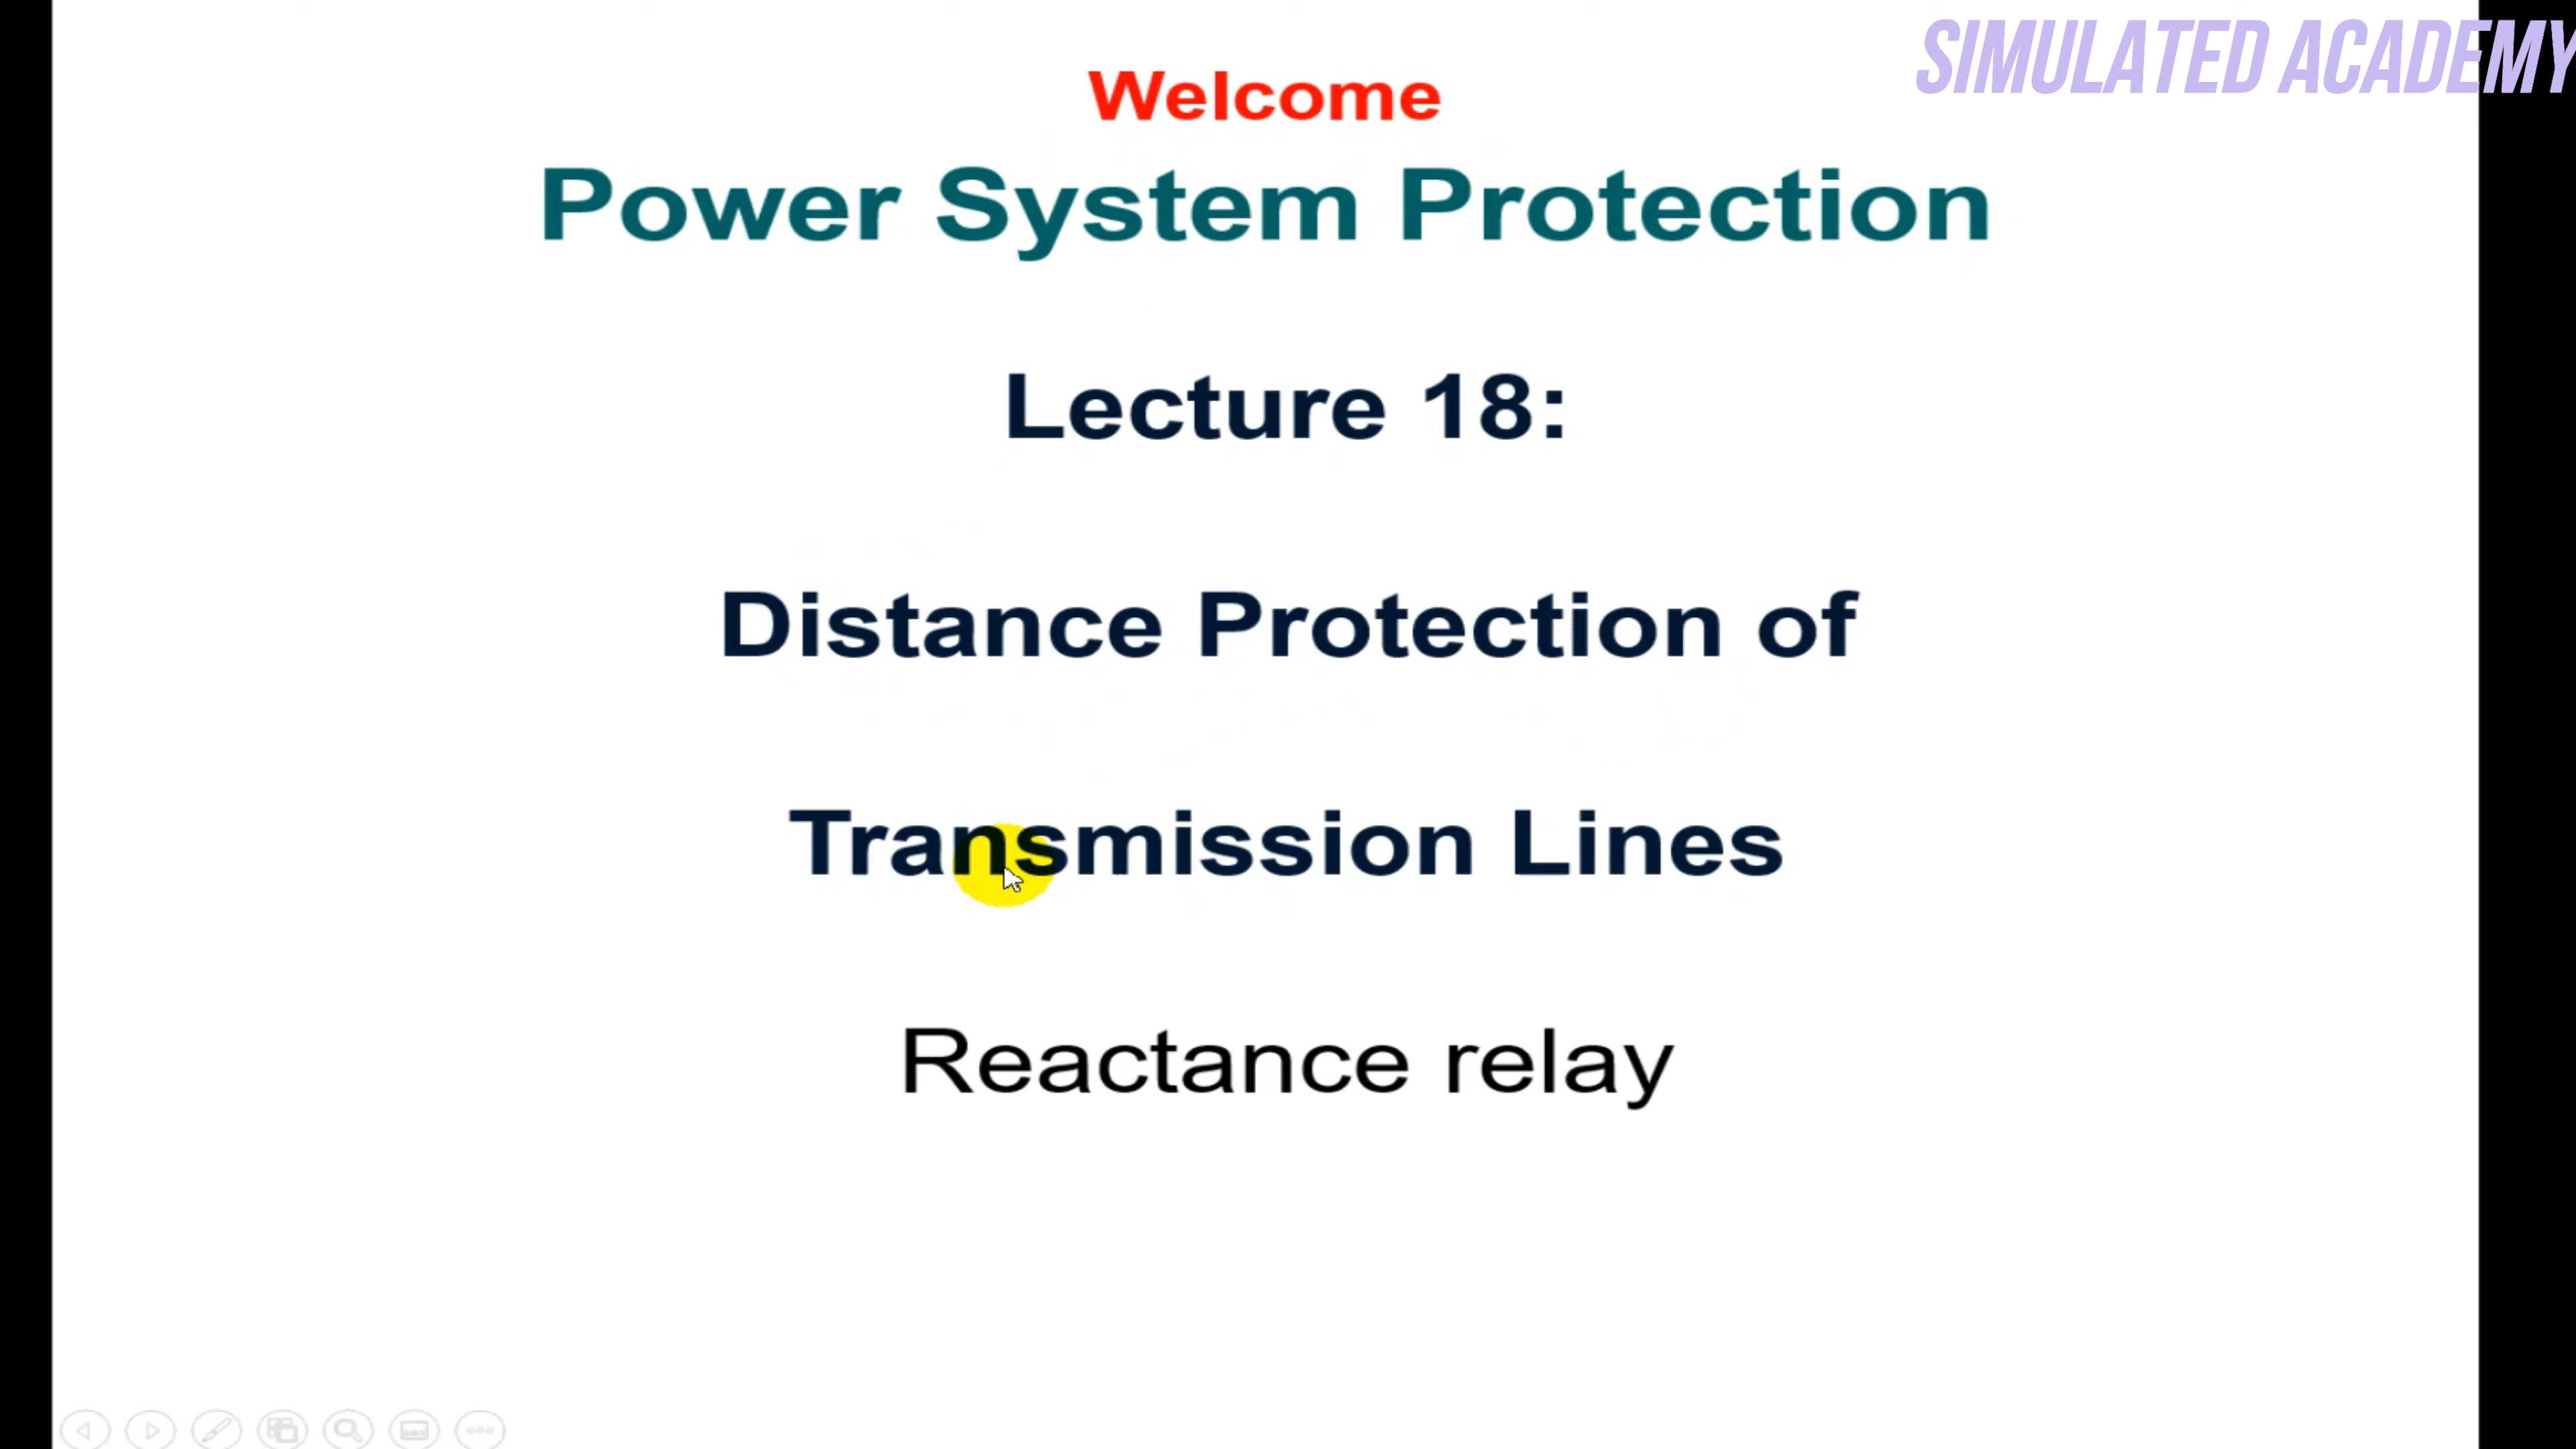 SIMULATED ACADEMY
Welcome
Power System Protection
Lecture 18:
Distance Protection of
Transmission Lines
Reactance relay